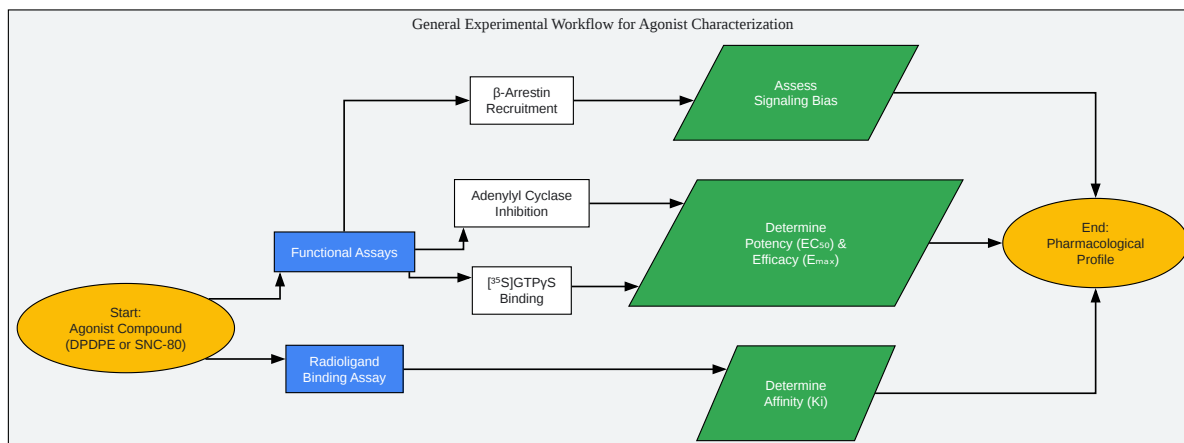 General Experimental Workflow for Agonist Characterization
β-Arrestin
Recruitment
Assess
Signaling Bias
Adenylyl Cyclase
Inhibition
Functional Assays
Determine
Potency (EC₅₀) &
Efficacy (Eₘₐₓ)
End:
Pharmacological
Profile
[³⁵S]GTPγS
Binding
Start:
Agonist Compound
(DPDPE or SNC-80)
Radioligand
Binding Assay
Determine
Affinity (Ki)